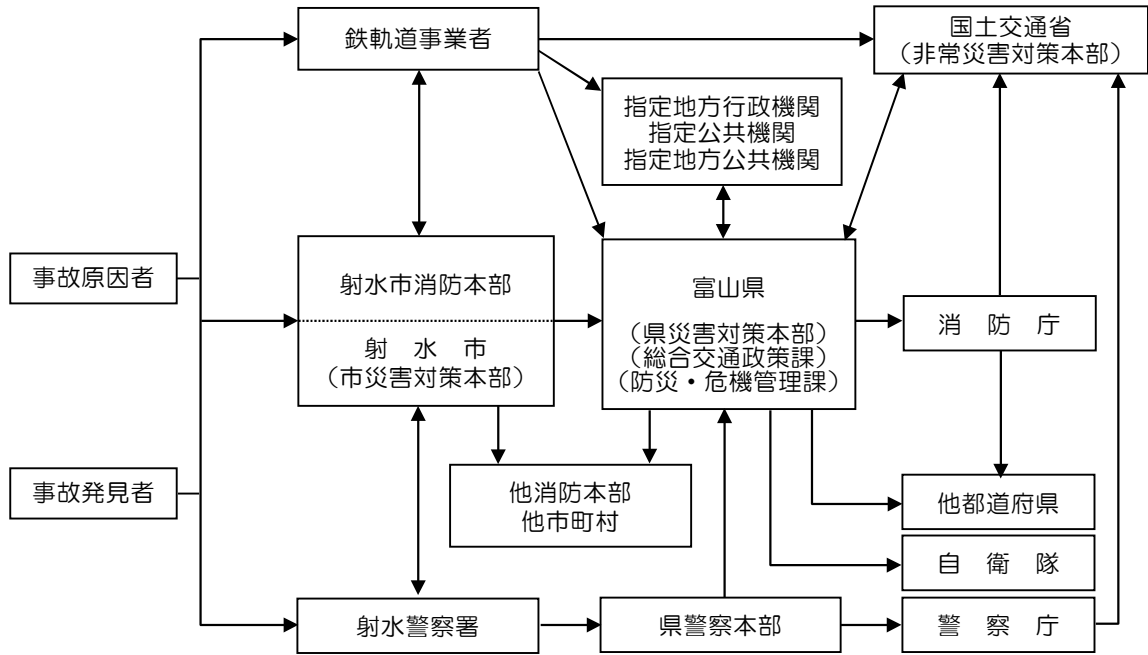 鉄軌道事業者
国土交通省
（非常災害対策本部）
指定地方行政機関
指定公共機関
指定地方公共機関
事故原因者
射水市消防本部
射　水　市
（市災害対策本部）
富山県
（県災害対策本部）
（総合交通政策課）
（防災・危機管理課）
消　防　庁
事故発見者
他消防本部
他市町村
他都道府県
自　衛　隊
射水警察署
県警察本部
警　察　庁